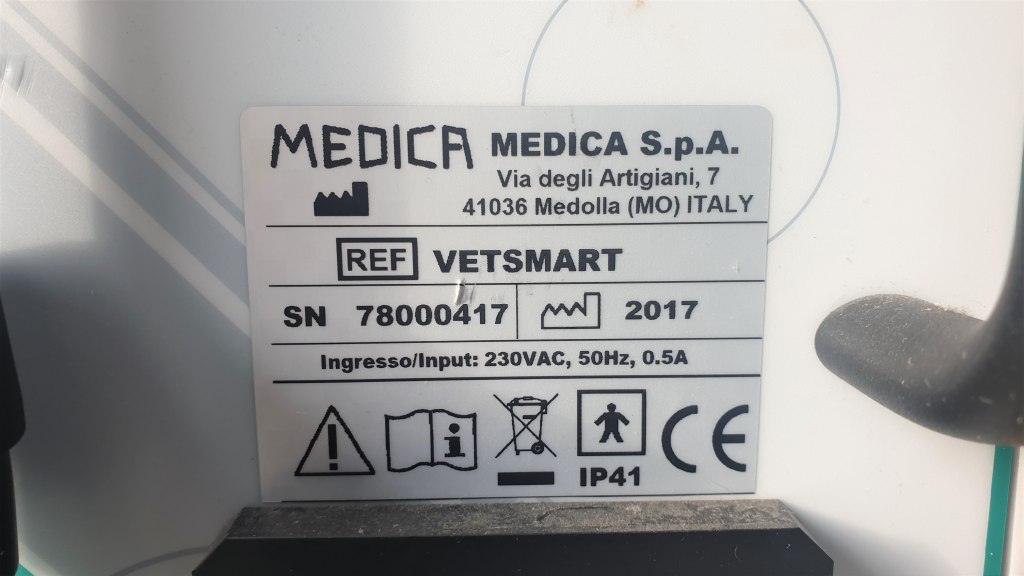 MEDICA MEDICA S.p.A.
Via degli Artigiani, 7
41036 Medolla (MO) ITALY
REF VETSMART
SN 78000417 2017
Ingresso/Input: 230VAC, 50Hz, 0.5A
i
CE
IP41